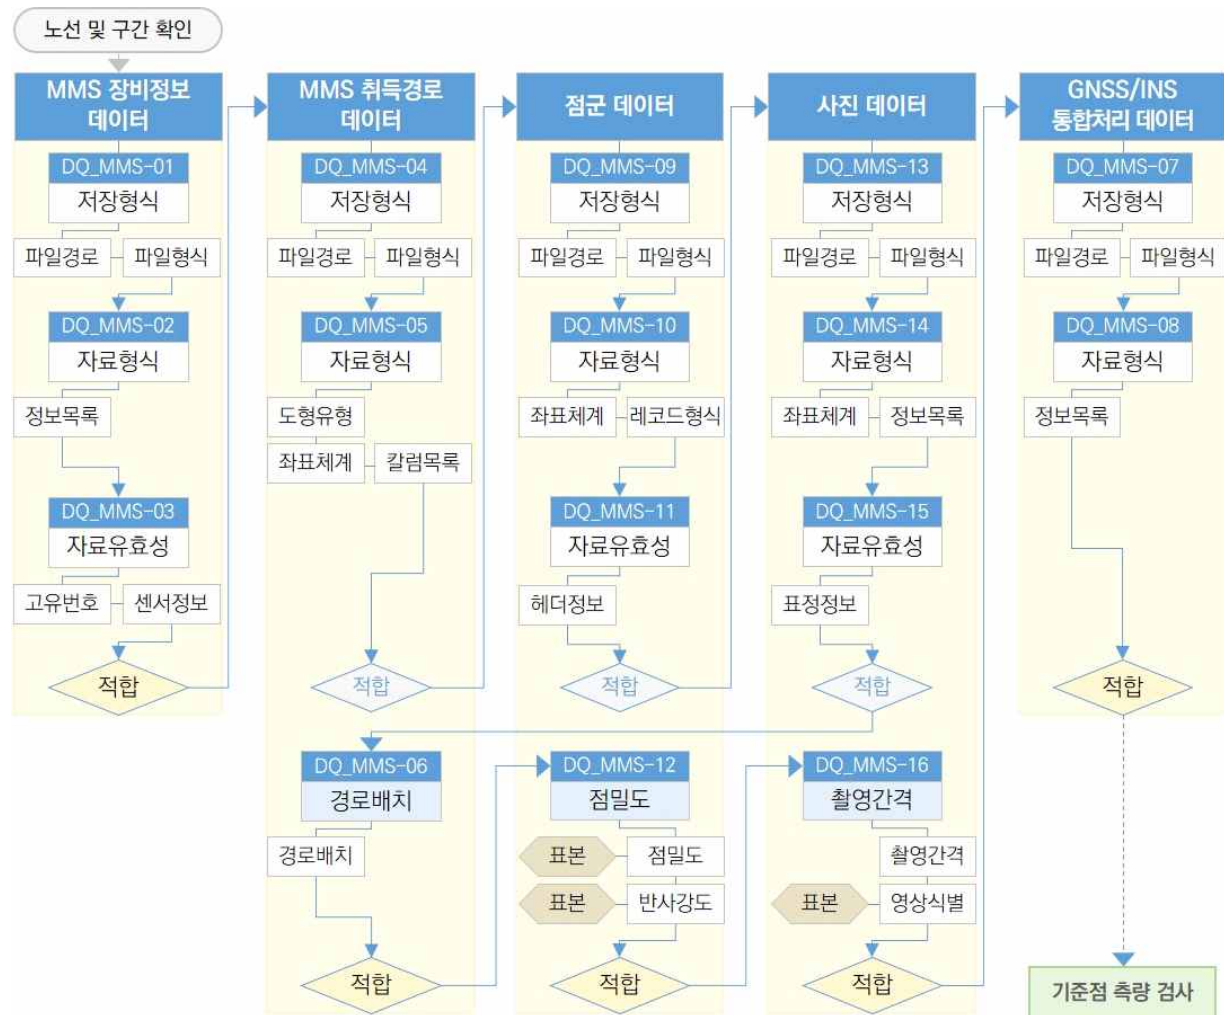 노선 및 구간 확인
MMS 장비정보
데이터
DQ_MMS-01
저장형식
파일경로
파일형식
DQ_MMS-02
자료형식
정보목록
DQ_MMS-03
자료유효성
고유번호
센서정보
적합
MMS 취득경로
데이터
DQ_MMS-04
저장형식
파일경로
파일형식
DQ_MMS-05
자료형식
도형유형
좌표체계
칼럼목록
적합
점군 데이터
DQ_MMS-09
저장형식
파일경로
파일형식
DQ_MMS-10
자료형식
좌표체계
레코드형식
DQ_MMS-11
자료유효성
헤더정보
적합
사진 데이터
DQ_MMS-13
저장형식
파일경로
파일형식
DQ_MMS-14
자료형식
좌표체계
정보목록
DQ_MMS-15
자료유효성
표정정보
적합
DQ_MMS-06
경로배치
경로배치
적합
DQ_MMS-12
점밀도
표본
점밀도
표본
반사강도
적합
DQ_MMS-16
촬영간격
촬영간격
표본
영상식별
적합
GNSS/INS
통합처리 데이터
DQ_MMS-07
저장형식
파일경로
파일형식
DQ_MMS-08
자료형식
정보목록
적합
기준점 측량 검사